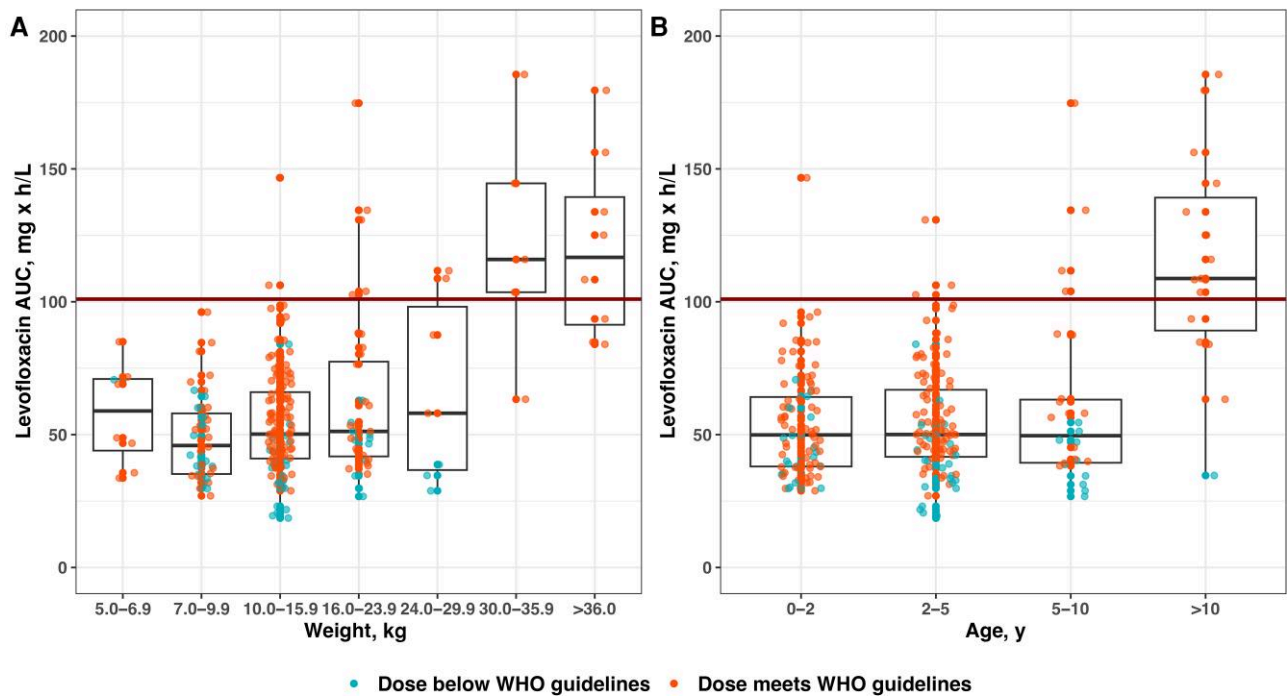 A
B
Levofloxacin AUC, mg x h/L
200
150
100
50
0
5.0–6.9 7.0–9.9 10.0–15.9 16.0–23.9 24.0–29.9 30.0–35.9 >36.0
Weight, kg
Levofloxacin AUC, mg x h/L
200
150
100
50
0
0–2 2–5 5–10 >10
Age, y
Dose below WHO guidelines Dose meets WHO guidelines